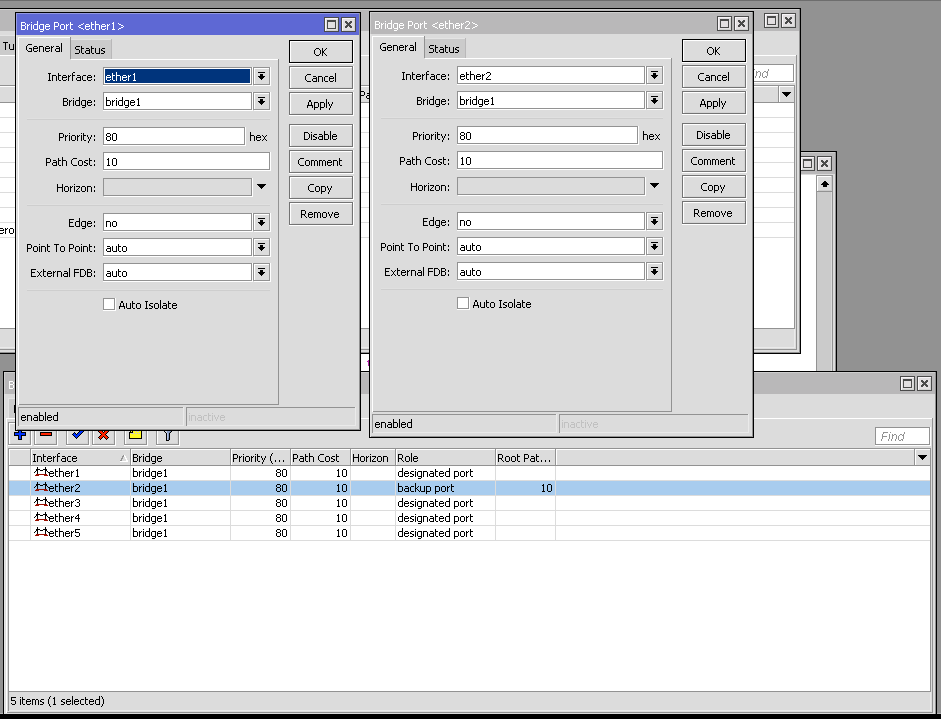 Bridge Port <ether1>
General Status
Interface: ether1
Bridge: bridge1
Priority: 80 hex
Path Cost: 10
Horizon:
Edge: no
Point To Point: auto
External FDB: auto
Auto Isolate
OK
Cancel
Apply
Disable
Comment
Copy
Remove
enabled inactive
Bridge Port <ether2>
General Status
Interface: ether2
Bridge: bridge1
Priority: 80 hex
Path Cost: 10
Horizon:
Edge: no
Point To Point: auto
External FDB: auto
Auto Isolate
OK
Cancel
Apply
Disable
Comment
Copy
Remove
enabled inactive
Find
Interface Bridge Priority (... Path Cost Horizon Role Root Pat...
ether1 bridge1 80 10 designated port
ether2 bridge1 80 10 backup port 10
ether3 bridge1 80 10 designated port
ether4 bridge1 80 10 designated port
ether5 bridge1 80 10 designated port
5 items (1 selected)